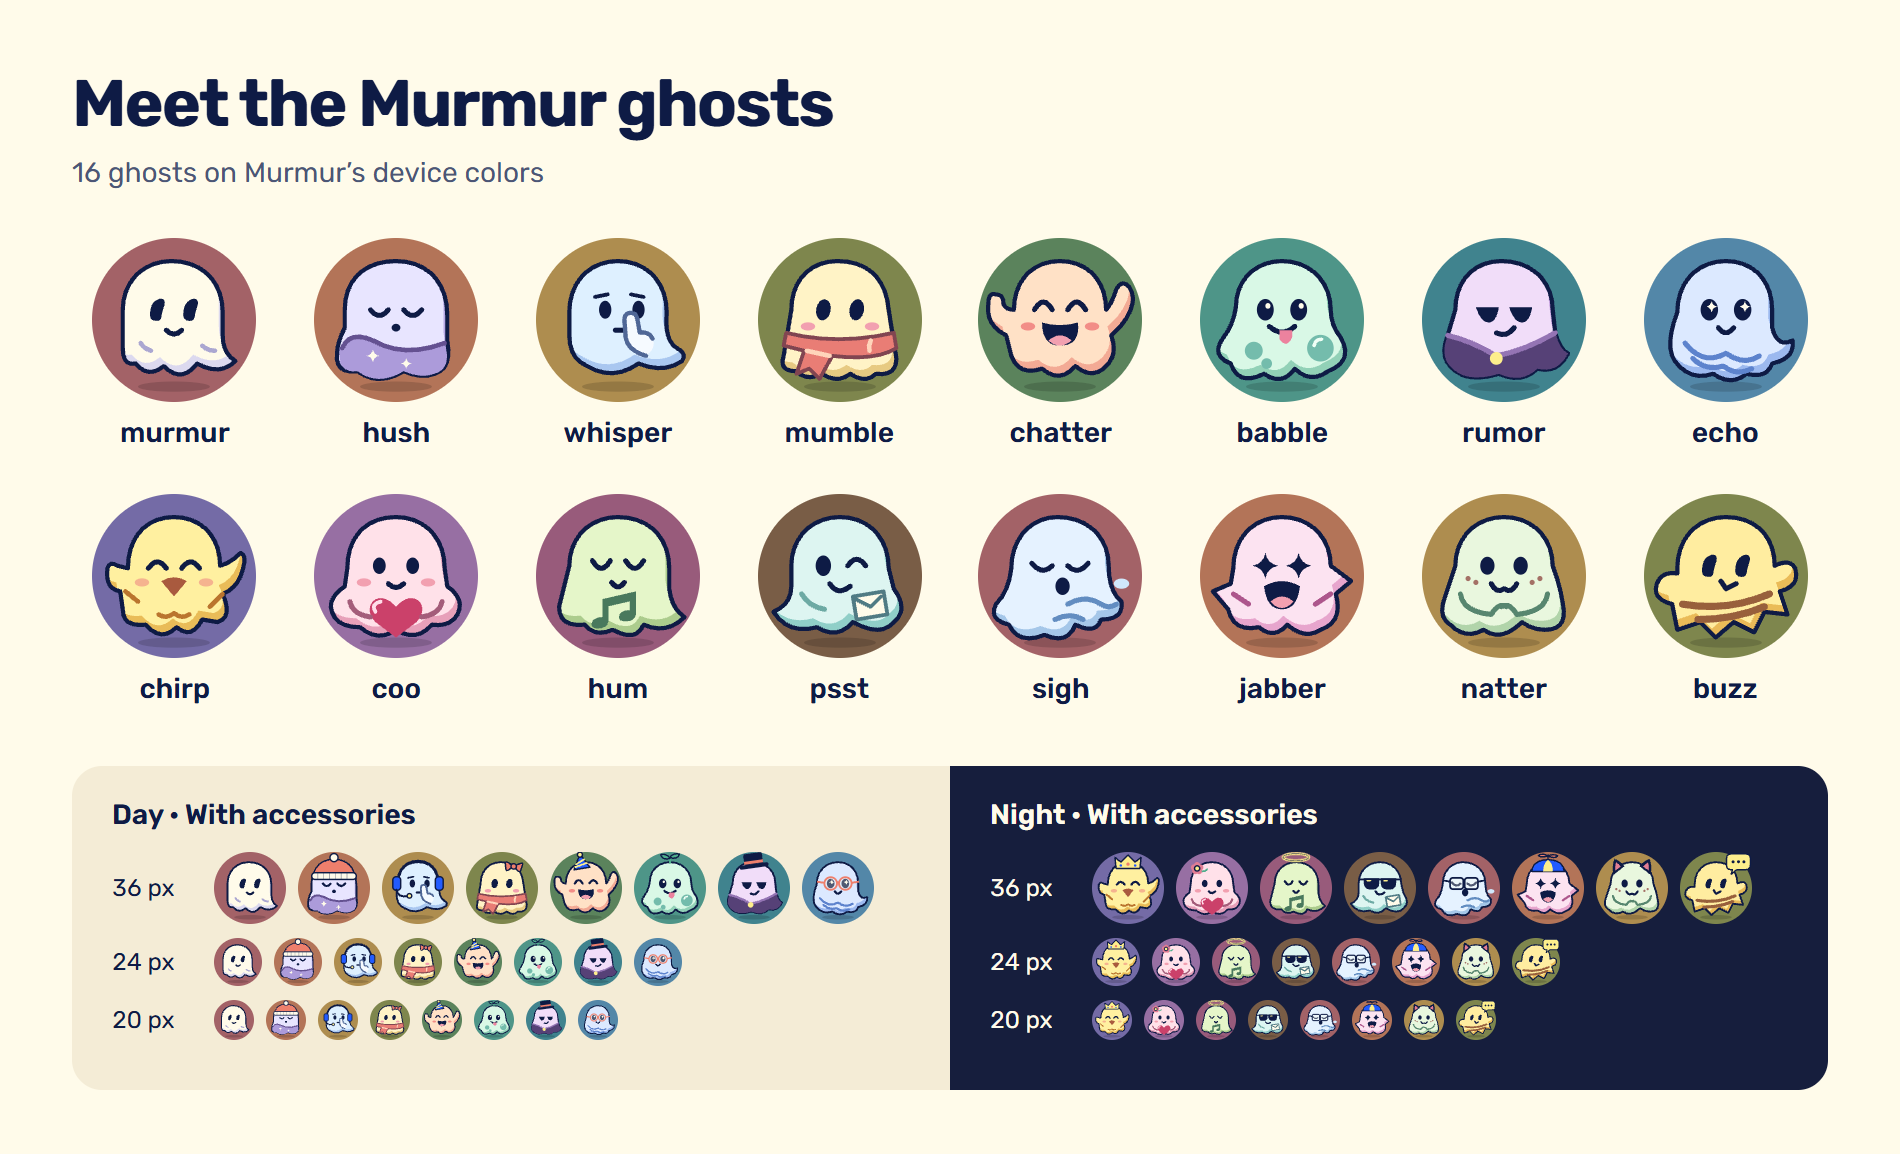 Meet the Murmur ghosts
16 ghosts on Murmur’s device colors
murmur hush whisper mumble chatter babble rumor echo
chirp coo hum psst sigh jabber natter buzz
Day • With accessories
36 px
24 px
20 px
Night • With accessories
36 px
24 px
20 px